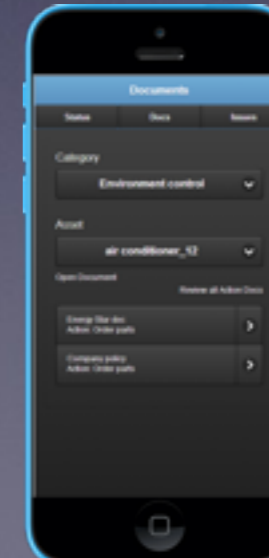 Documents
Status Docs Issues
Category
Environment control
Asset
air conditioner_12
Open Document
Review all Action Docs
Energy Star doc
Action: Order parts
Company policy
Action: Order parts